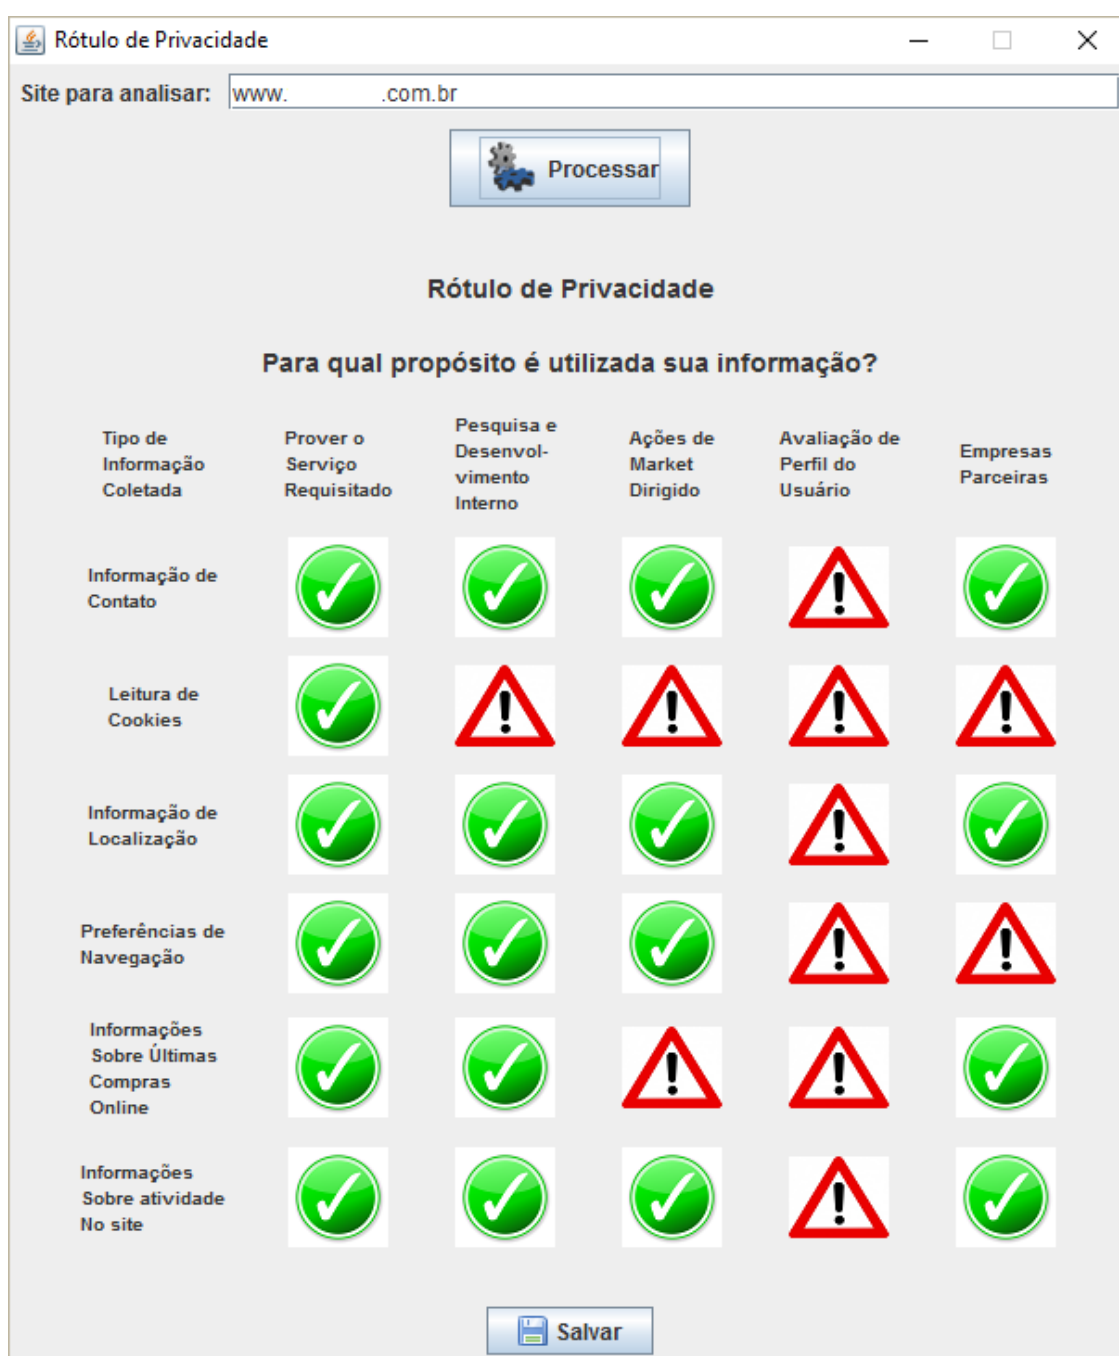 Rótulo de Privacidade
Site para analisar: www. .com.br
Processar
Rótulo de Privacidade
Para qual propósito é utilizada sua informação?
Tipo de
Informação
Coletada
Prover o
Serviço
Requisitado
Pesquisa e
Desenvol-
vimento
Interno
Ações de
Market
Dirigido
Avaliação de
Perfil do
Usuário
Empresas
Parceiras
Informação de
Contato
Leitura de
Cookies
Informação de
Localização
Preferências de
Navegação
Informações
Sobre Últimas
Compras
Online
Informações
Sobre atividade
No site
Salvar